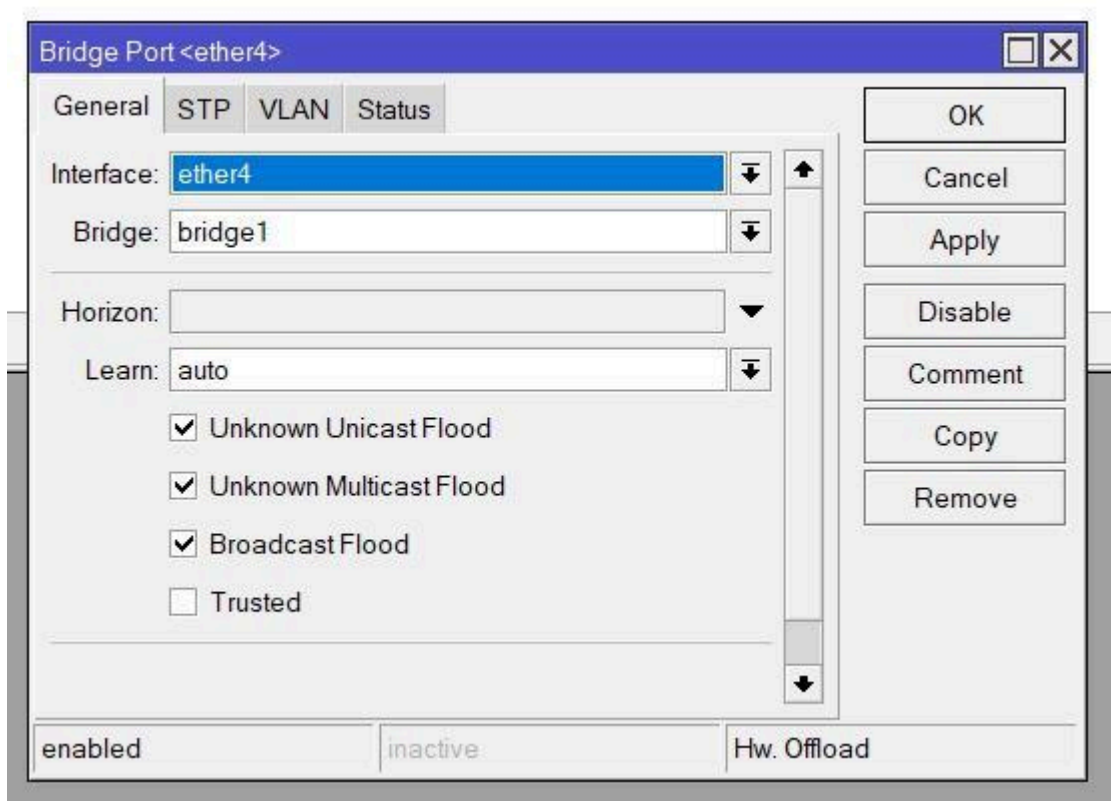 Bridge Port <ether4>
General STP VLAN Status
Interface: ether4
Bridge: bridge1
Horizon:
Learn: auto
Unknown Unicast Flood
Unknown Multicast Flood
Broadcast Flood
Trusted
OK
Cancel
Apply
Disable
Comment
Copy
Remove
enabled inactive Hw. Offload